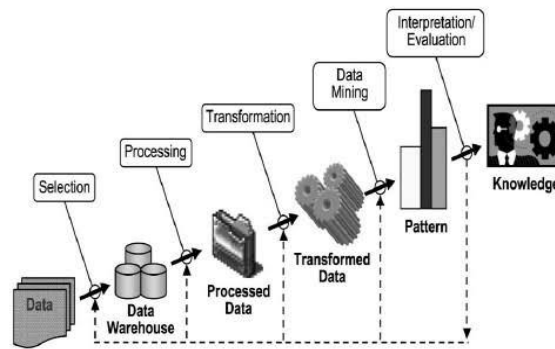 Interpretation/
Evaluation
Data
Mining
Transformation
Processing
Selection
Knowledge
Pattern
Transformed
Data
Processed
Data
Data
Warehouse
Data